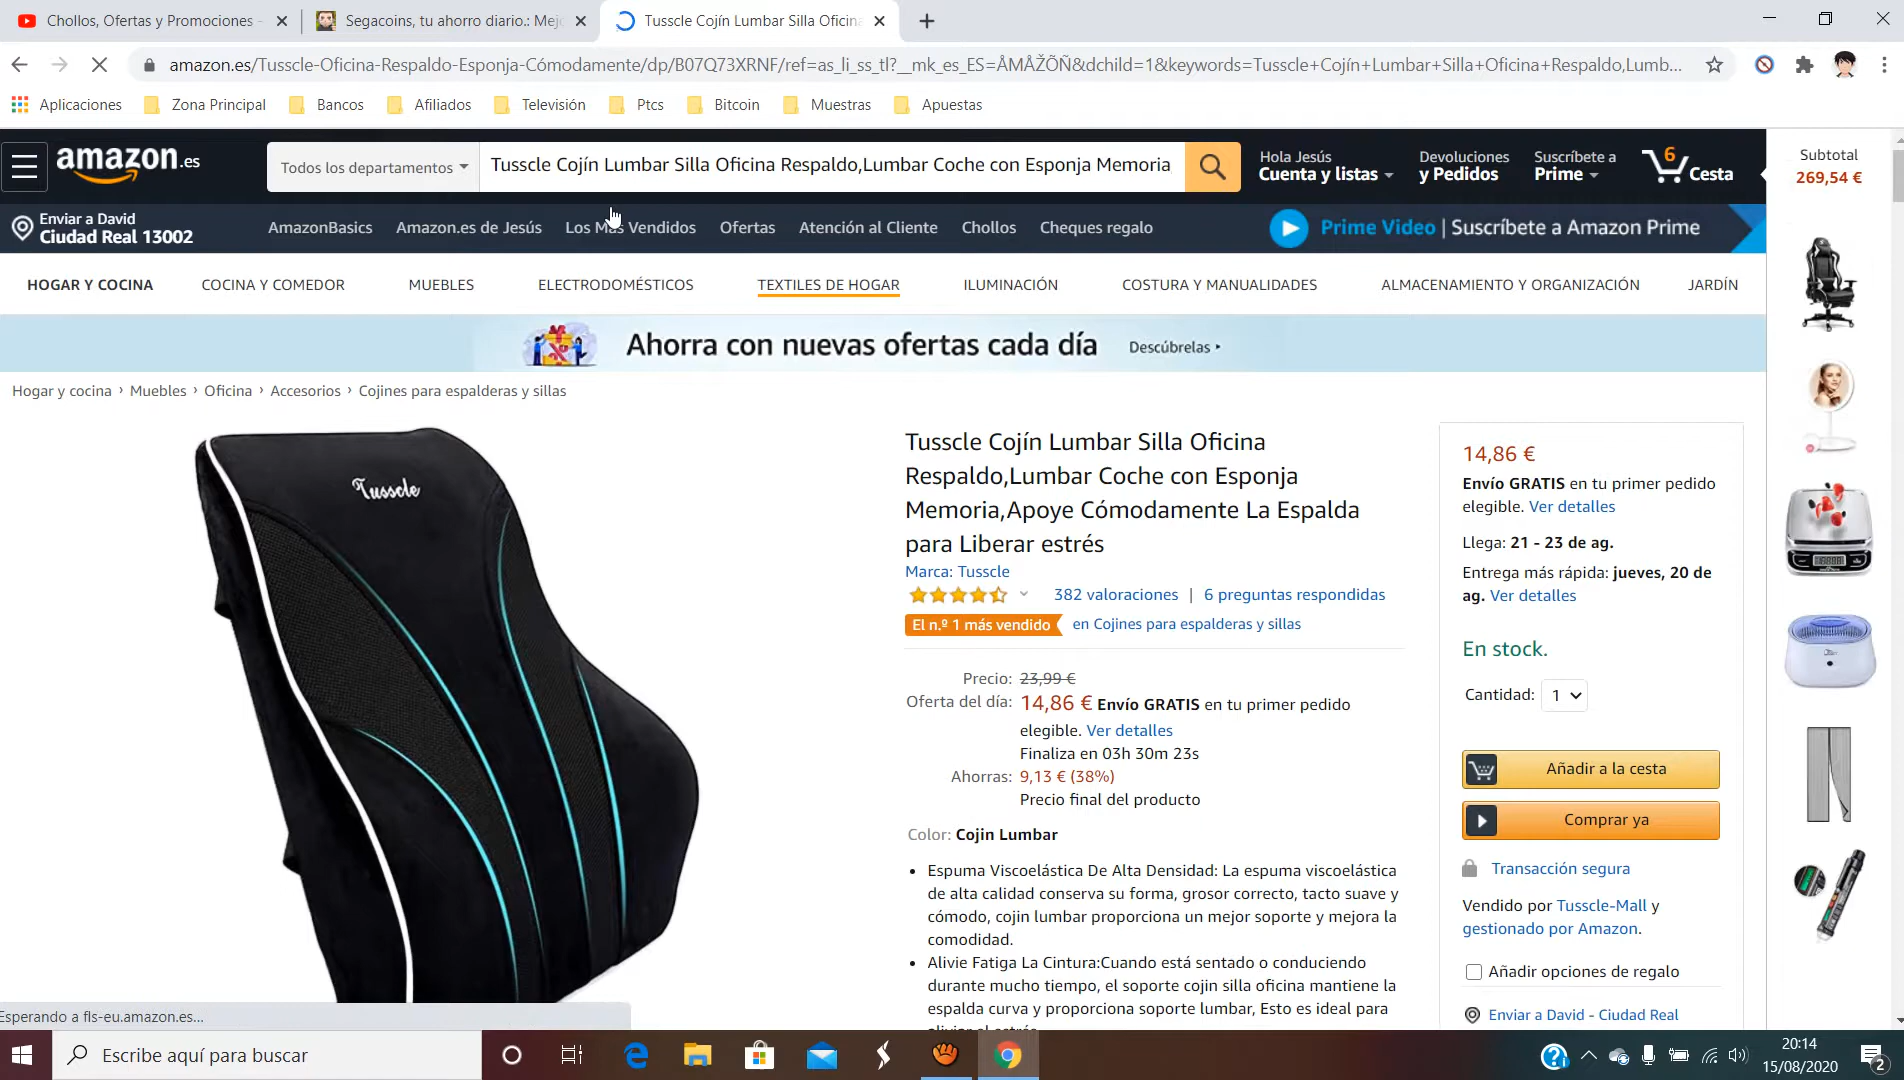 Chollos, Ofertas y Promociones -
Segacoins, tu ahorro diario.: Mej
Tusscle Cojín Lumbar Silla Oficina
amazon.es/Tusscle-Oficina-Respaldo-Esponja-Cómodamente/dp/B07Q73XRNF/ref=as_li_ss_tl?__mk_es_ES=ÅMÅŽÕÑ&dchild=1&keywords=Tusscle+Cojín+Lumbar+Silla+Oficina+Respaldo,Lumb...
Aplicaciones
Zona Principal
Bancos
Afiliados
Televisión
Ptcs
Bitcoin
Muestras
Apuestas
amazon.es
Todos los departamentos
Tusscle Cojín Lumbar Silla Oficina Respaldo,Lumbar Coche con Esponja Memoria,
Hola Jesús
Cuenta y listas
Devoluciones
y Pedidos
Suscríbete a
Prime
6
Cesta
Subtotal
269,54 €
Enviar a David
Ciudad Real 13002
AmazonBasics
Amazon.es de Jesús
Los Más Vendidos
Ofertas
Atención al Cliente
Chollos
Cheques regalo
Prime Video | Suscríbete a Amazon Prime
HOGAR Y COCINA
COCINA Y COMEDOR
MUEBLES
ELECTRODOMÉSTICOS
TEXTILES DE HOGAR
ILUMINACIÓN
COSTURA Y MANUALIDADES
ALMACENAMIENTO Y ORGANIZACIÓN
JARDÍN
Ahorra con nuevas ofertas cada día
Descúbrelas ‣
Hogar y cocina › Muebles › Oficina › Accesorios › Cojines para espalderas y sillas
Tusscle
Tusscle Cojín Lumbar Silla Oficina
Respaldo,Lumbar Coche con Esponja
Memoria,Apoye Cómodamente La Espalda
para Liberar estrés
Marca: Tusscle
382 valoraciones | 6 preguntas respondidas
El n.º 1 más vendido en Cojines para espalderas y sillas
Precio: 23,99 €
Oferta del día: 14,86 € Envío GRATIS en tu primer pedido
elegible. Ver detalles
Finaliza en 03h 30m 23s
Ahorras: 9,13 € (38%)
Precio final del producto
Color: Cojin Lumbar
• Espuma Viscoelástica De Alta Densidad: La espuma viscoelástica
de alta calidad conserva su forma, grosor correcto, tacto suave y
cómodo, cojin lumbar proporciona un mejor soporte y mejora la
comodidad.
• Alivie Fatiga La Cintura:Cuando está sentado o conduciendo
durante mucho tiempo, el soporte cojin silla oficina mantiene la
espalda curva y proporciona soporte lumbar, Esto es ideal para
14,86 €
Envío GRATIS en tu primer pedido
elegible. Ver detalles
Llega: 21 - 23 de ag.
Entrega más rápida: jueves, 20 de
ag. Ver detalles
En stock.
Cantidad: 1
Añadir a la cesta
Comprar ya
Transacción segura
Vendido por Tusscle-Mall y
gestionado por Amazon.
Añadir opciones de regalo
Enviar a David - Ciudad Real
Esperando a fls-eu.amazon.es...
Escribe aquí para buscar
20:14
15/08/2020
2